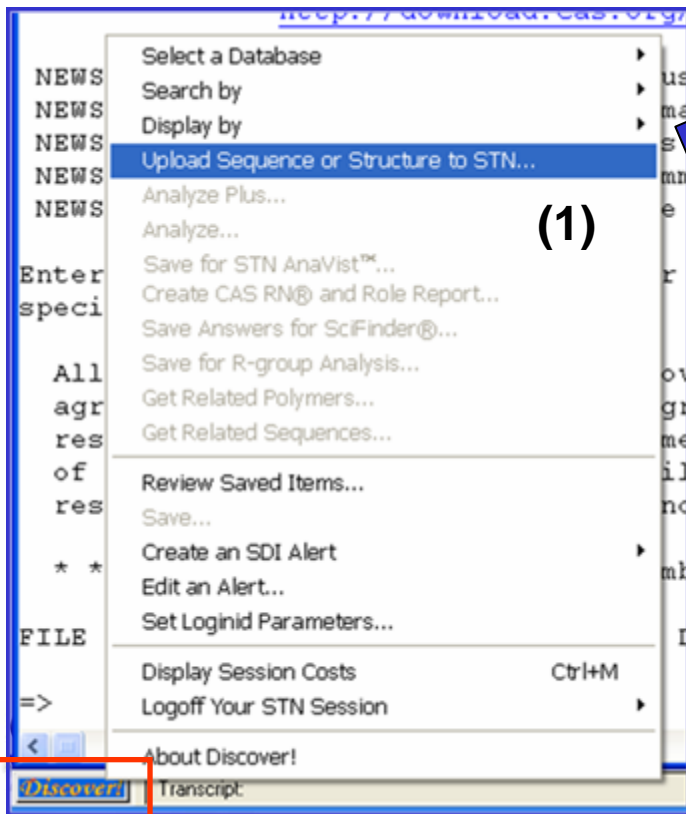 http://download.cas.org/
Select a Database
NEWS
Search by
NEWS
Display by
NEWS
Upload Sequence or Structure to STN...
NEWS
Analyze Plus...
NEWS
(1)
Analyze...
Save for STN AnaVist™...
Enter
Create CAS RN® and Role Report...
speci
Save Answers for SciFinder®...
Save for R-group Analysis...
All
Get Related Polymers...
agr
Get Related Sequences...
res
of
Review Saved Items...
res
Save...
Create an SDI Alert
* *
Edit an Alert...
Set Loginid Parameters...
FILE
Display Session Costs Ctrl+M
=>
Logoff Your STN Session
About Discover!
Discover! Transcript: